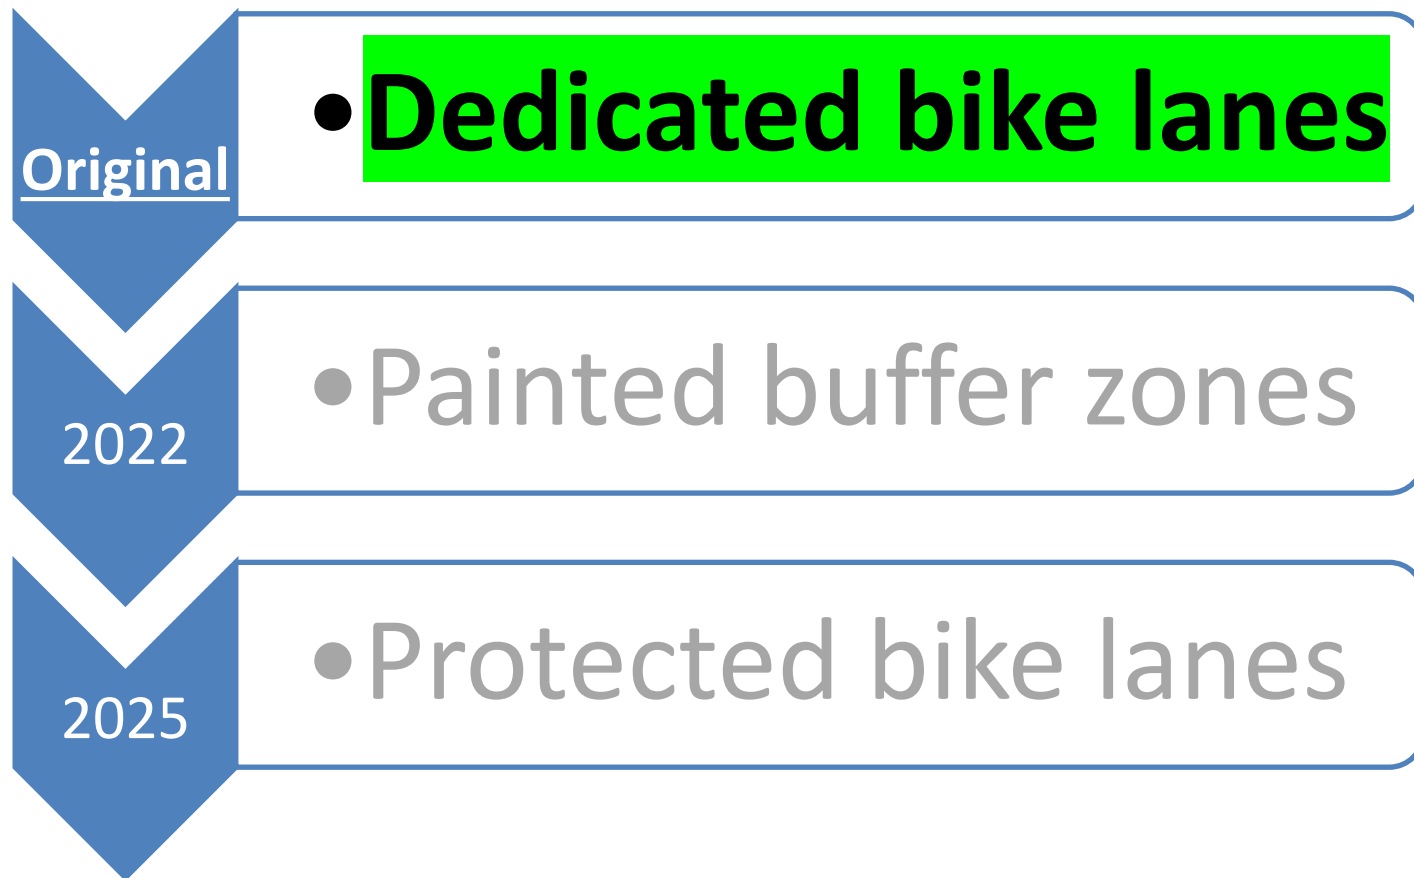 Original
•Dedicated bike lanes
2022
•Painted buffer zones
2025
•Protected bike lanes